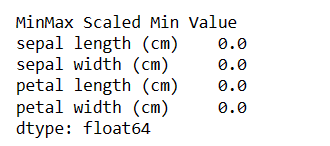 MinMax Scaled Min Value
sepal length (cm)    0.0
sepal width (cm)     0.0
petal length (cm)    0.0
petal width (cm)     0.0
dtype: float64